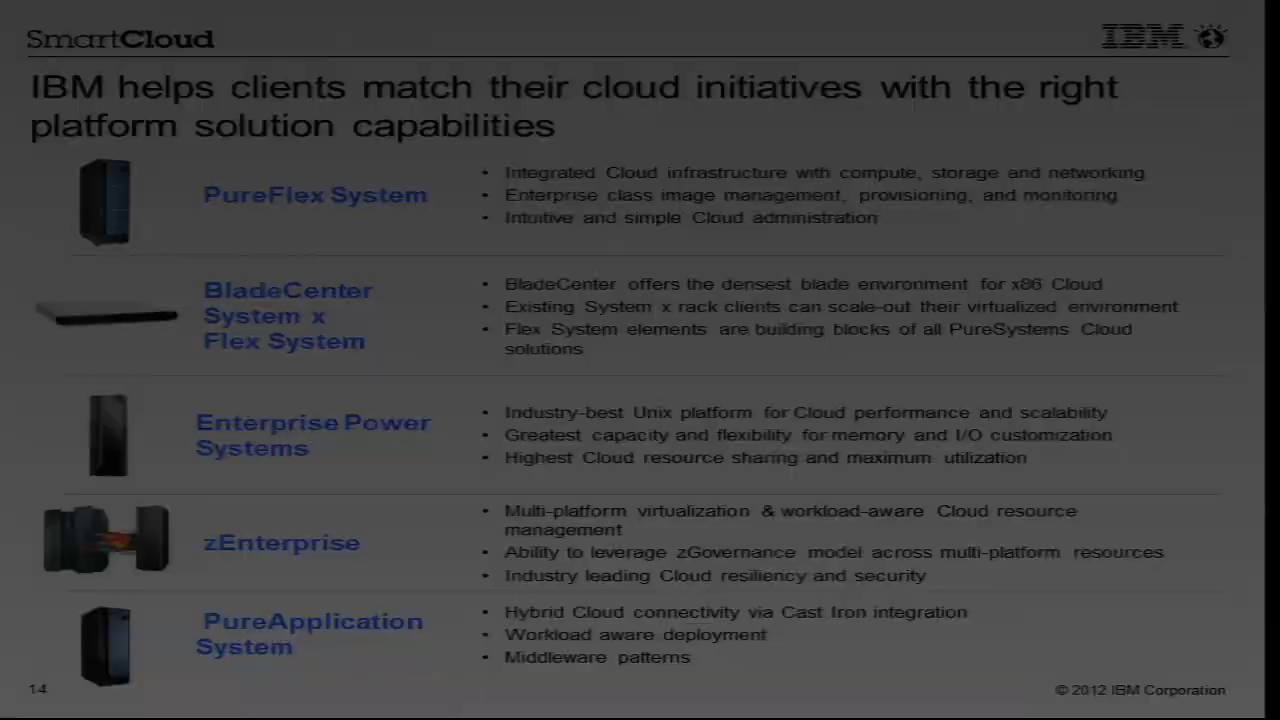 SmartCloud
IBM
IBM helps clients match their cloud initiatives with the right
platform solution capabilities
PureFlex System
• Integrated Cloud infrastructure with compute, storage and networking
• Enterprise class image management, provisioning, and monitoring
• Intuitive and simple Cloud administration
BladeCenter
System x
Flex System
• BladeCenter offers the densest blade environment for x86 Cloud
• Existing System x rack clients can scale-out their virtualized environment
• Flex System elements are building blocks of all PureSystems Cloud
solutions
Enterprise Power
Systems
• Industry-best Unix platform for Cloud performance and scalability
• Greatest capacity and flexibility for memory and I/O customization
• Highest Cloud resource sharing and maximum utilization
zEnterprise
• Multi-platform virtualization & workload-aware Cloud resource
management
• Ability to leverage zGovernance model across multi-platform resources
• Industry leading Cloud resiliency and security
PureApplication
System
• Hybrid Cloud connectivity via Cast Iron integration
• Workload aware deployment
• Middleware patterns
14
© 2012 IBM Corporation